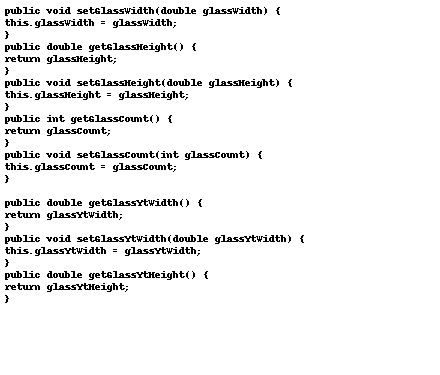 public void setGlassWidth(double glassWidth) {
this.glassWidth = glassWidth;
}
public double getGlassHeight() {
return glassHeight;
}
public void setGlassHeight(double glassHeight) {
this.glassHeight = glassHeight;
}
public int getGlassCount() {
return glassCount;
}
public void setGlassCount(int glassCount) {
this.glassCount = glassCount;
}
public double getGlassYtWidth() {
return glassYtWidth;
}
public void setGlassYtWidth(double glassYtWidth) {
this.glassYtWidth = glassYtWidth;
}
public double getGlassYtHeight() {
return glassYtHeight;
}